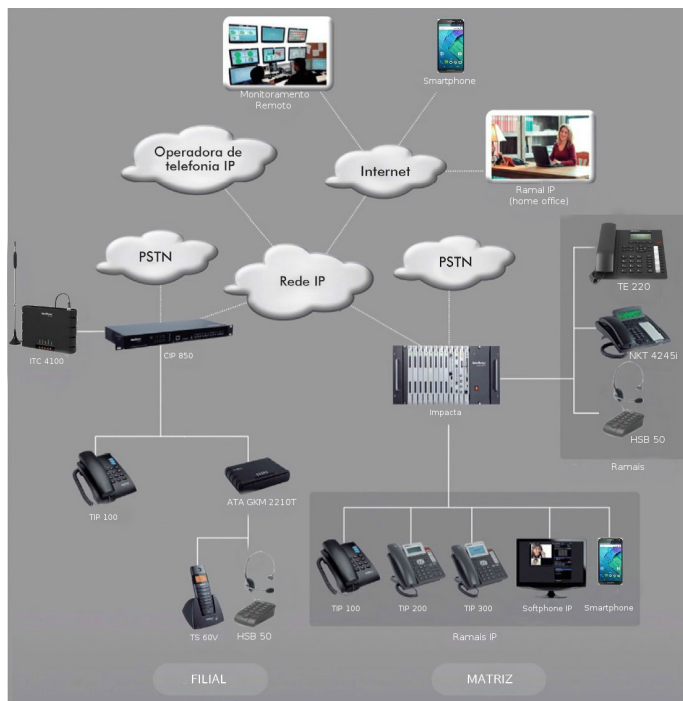 Monitoramento
Remoto
Smartphone
Operadora de
telefonia IP
Internet
Ramal IP
(home office)
PSTN
Rede IP
PSTN
TE 220
ITC 4100
CIP 850
NKT 4245i
Impacta
HSB 50
Ramais
TIP 100
ATA GKM 2210T
TS 60V
HSB 50
TIP 100
TIP 200
TIP 300
Softphone IP
Smartphone
Ramais IP
FILIAL
MATRIZ